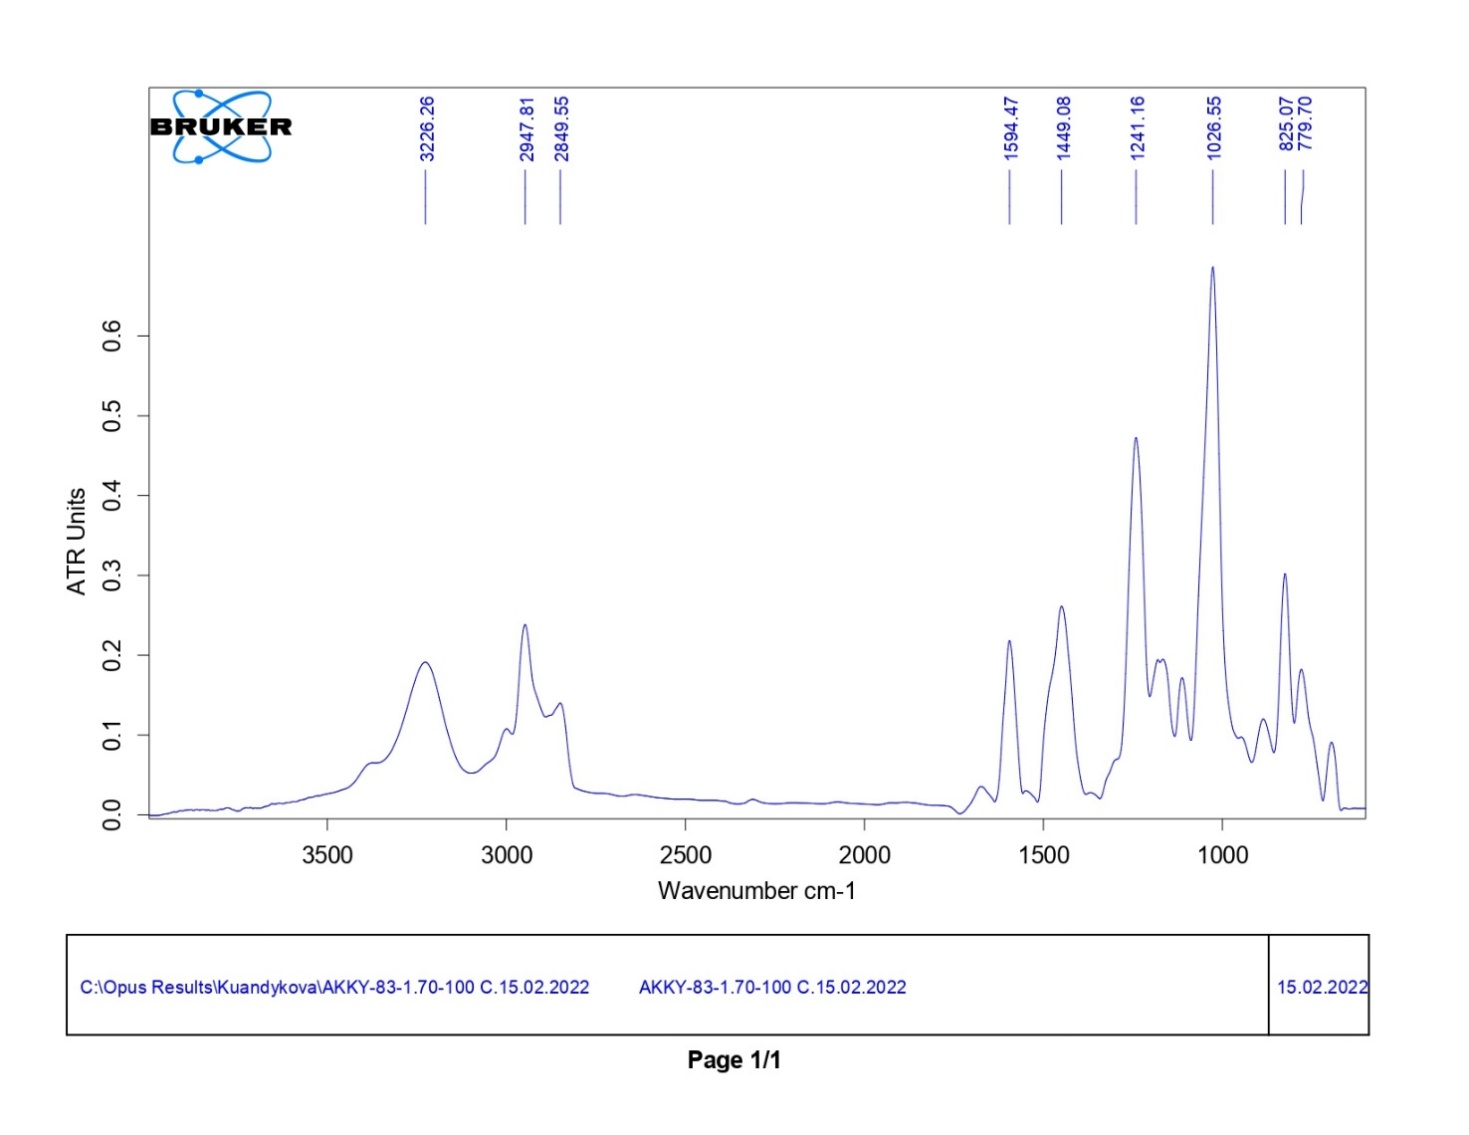 BRUKER
3226.26
2947.81
2849.55
1594.47
1449.08
1241.16
1026.55
825.07
779.70
ATR Units
0.6
0.5
0.4
0.3
0.2
0.1
0.0
3500 3000 2500 2000 1500 1000
Wavenumber cm-1
C:\Opus Results\Kuandykova\AKKY-83-1.70-100 C.15.02.2022 AKKY-83-1.70-100 C.15.02.2022 15.02.2022
Page 1/1